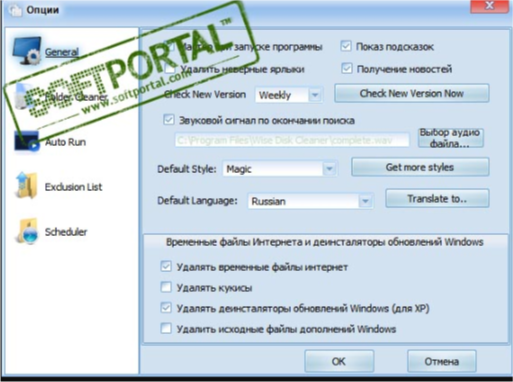 Опции
General
при запуске программы
Показ подсказок
Удалить неверные ярлыки
Получение новостей
SOFTPORTAL™
www.softportal.com
Folder Cleaner
Check New Version
Weekly
Check New Version Now
Звуковой сигнал по окончании поиска
C:\Program Files\Wise Disk Cleaner\complete.wav
Выбор аудио файла...
Auto Run
Default Style:
Magic
Get more styles
Exclusion List
Default Language:
Russian
Translate to..
Scheduler
Временные файлы Интернета и деинсталяторы обновлений Windows
Удалять временные файлы интернет
Удалять кукисы
Удалять деинсталяторы обновлений Windows (для XP)
Удалить исходные файлы дополнений Windows
OK
Отмена